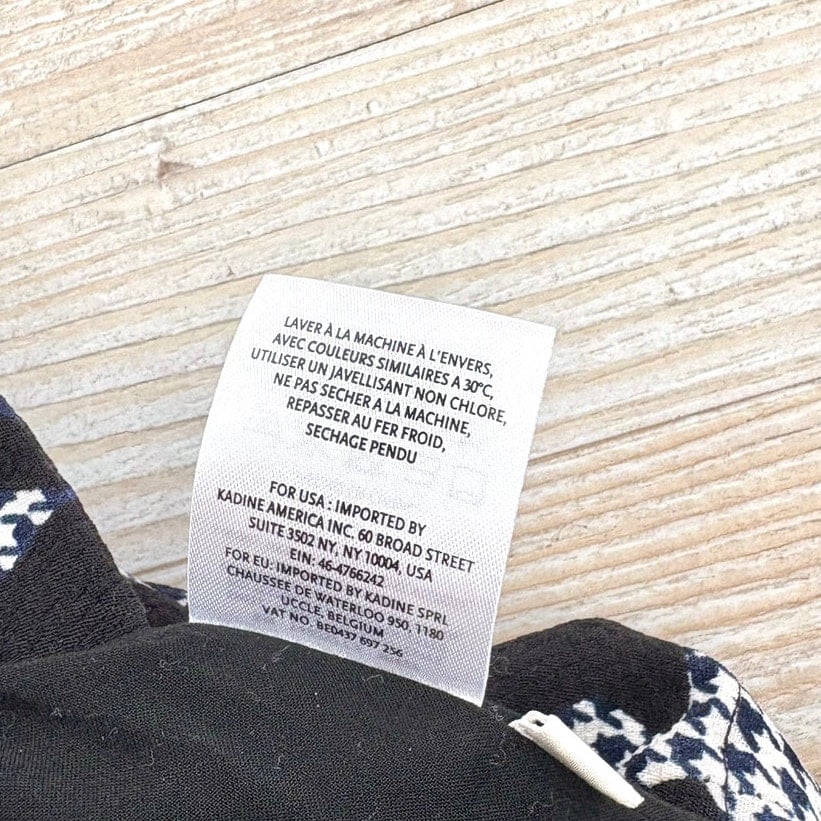 LAVER À LA MACHINE À L'ENVERS,
AVEC COULEURS SIMILAIRES A 30°C,
UTILISER UN JAVELLISANT NON CHLORE,
NE PAS SECHER A LA MACHINE,
REPASSER AU FER FROID,
SECHAGE PENDU
FOR USA : IMPORTED BY
KADINE AMERICA INC. 60 BROAD STREET
SUITE 3502 NY, NY 10004, USA
EIN: 46-4766242
FOR EU: IMPORTED BY KADINE SPRL
CHAUSSEE DE WATERLOO 950, 1180
UCCLE, BELGIUM
VAT NO. BE0437 697 256